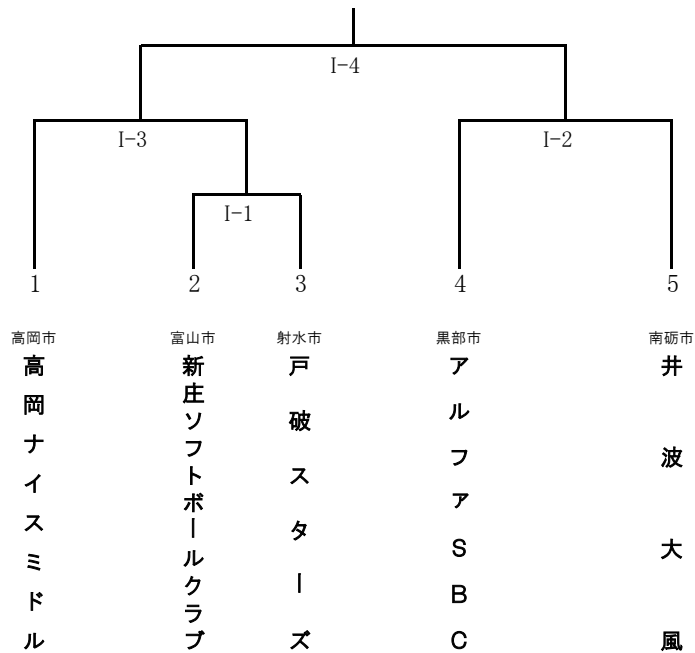 I-4
I-3
I-2
I-1
1
2
3
4
5
高岡市
富山市
射水市
黒部市
南砺市
高岡ナイスミドル
新庄ソフトボールクラブ
戸破スターズ
アルファSBC
井波大風